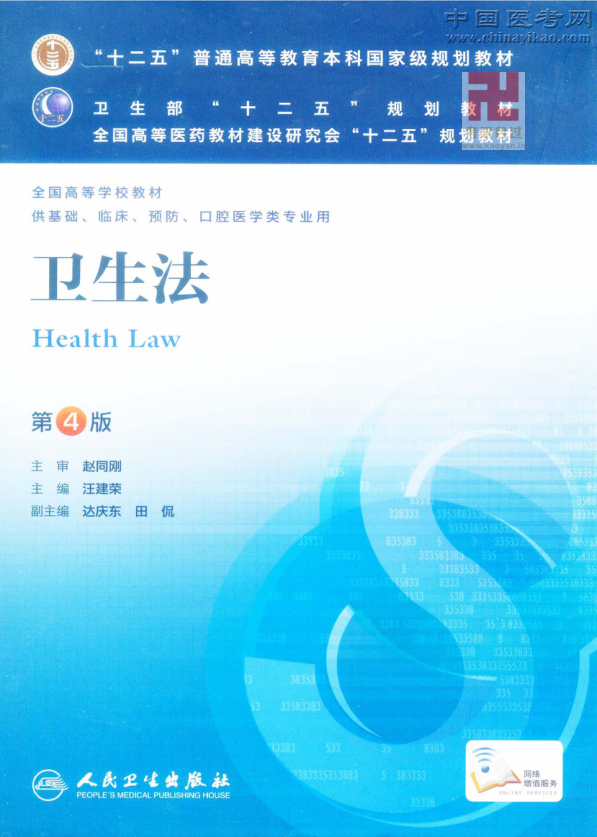 中国医考网
www.chinayikao.com
“十二五”普通高等教育本科国家级规划教材
十二五
卫生部“十二五”规划教材
全国高等医药教材建设研究会“十二五”规划教材
www.kaoyan.in
全国高等学校教材
供基础、临床、预防、口腔医学类专业用
卫生法
Health Law
第4版
主 审 赵同刚
主 编 汪建荣
副主编 达庆东 田 侃
人民卫生出版社
PEOPLE'S MEDICAL PUBLISHING HOUSE
网络
增值服务
ONLINE SERVICES